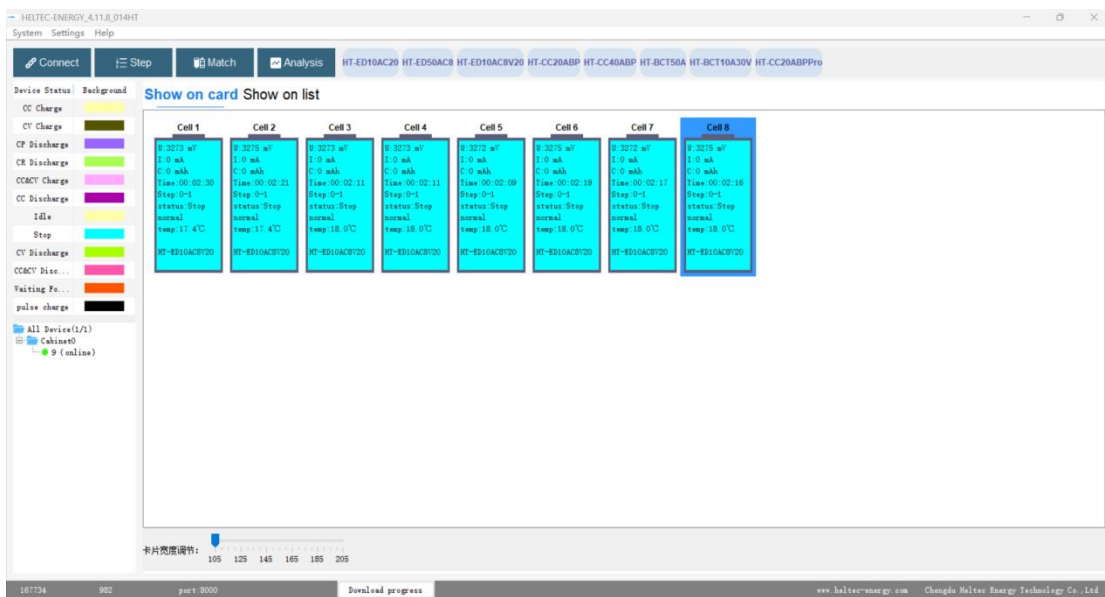 HELTEC-ENERGY_4.11.8_014HT
System Settings Help
Connect Step Match Analysis HT-ED10AC20 HT-ED50AC8 HT-ED10AC8V20 HT-CC20ABP HT-CC40ABP HT-BCT50A HT-BCT10A30V HT-CC20ABPPro
Device Status Background
CC Charge
CV Charge
CP Discharge
CR Discharge
CC&CV Charge
CC Discharge
Idle
Stop
CV Discharge
CC&CV Disc...
Waiting Fo...
pulse charge
All Device(1/1)
Cabinet0
9 (online)
Show on card Show on list
Cell 1 Cell 2 Cell 3 Cell 4 Cell 5 Cell 6 Cell 7 Cell 8
U:3273 mV U:3275 mV U:3273 mV U:3273 mV U:3272 mV U:3275 mV U:3272 mV U:3275 mV
I:0 mA I:0 mA I:0 mA I:0 mA I:0 mA I:0 mA I:0 mA I:0 mA
C:0 mAh C:0 mAh C:0 mAh C:0 mAh C:0 mAh C:0 mAh C:0 mAh C:0 mAh
Time:00:02:30 Time:00:02:21 Time:00:02:11 Time:00:02:11 Time:00:02:09 Time:00:02:19 Time:00:02:17 Time:00:02:16
Step:0-1 Step:0-1 Step:0-1 Step:0-1 Step:0-1 Step:0-1 Step:0-1 Step:0-1
status:Stop status:Stop status:Stop status:Stop status:Stop status:Stop status:Stop status:Stop
normal normal normal normal normal normal normal normal
temp:17.4℃ temp:17.4℃ temp:18.0℃ temp:18.0℃ temp:18.0℃ temp:18.0℃ temp:18.0℃ temp:18.0℃
HT-ED10AC8V20 HT-ED10AC8V20 HT-ED10AC8V20 HT-ED10AC8V20 HT-ED10AC8V20 HT-ED10AC8V20 HT-ED10AC8V20 HT-ED10AC8V20
卡片宽度调节:
105 125 145 165 185 205
167734 982 port:8000 Download progress www.heltec-energy.com Chengdu Heltec Energy Technology Co.,Ltd